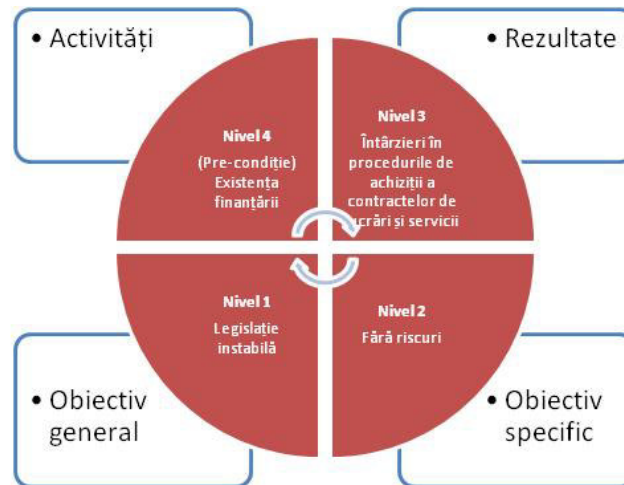 • Activități
• Rezultate
Nivel 4
(Pre-condiție)
Existența
finanțării
Nivel 3
Întârzieri în
procedurile de
achiziții a
contractelor de
ucrări și servicii
Nivel 1
Legislație
instabilă
Nivel 2
Fără riscuri
• Obiectiv
general
• Obiectiv
specific